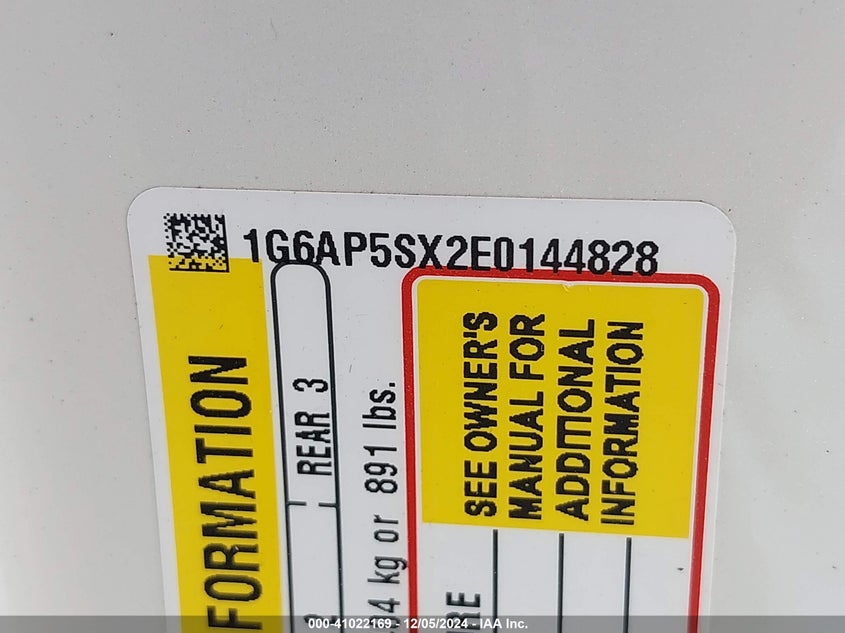 1G6AP5SX2E0144828
FORMATION
REAR 3
4 kg or 891 lbs.
SEE OWNER'S
MANUAL FOR
ADDITIONAL
INFORMATION
RE
000-41022169 - 12/05/2024 - IAA Inc.